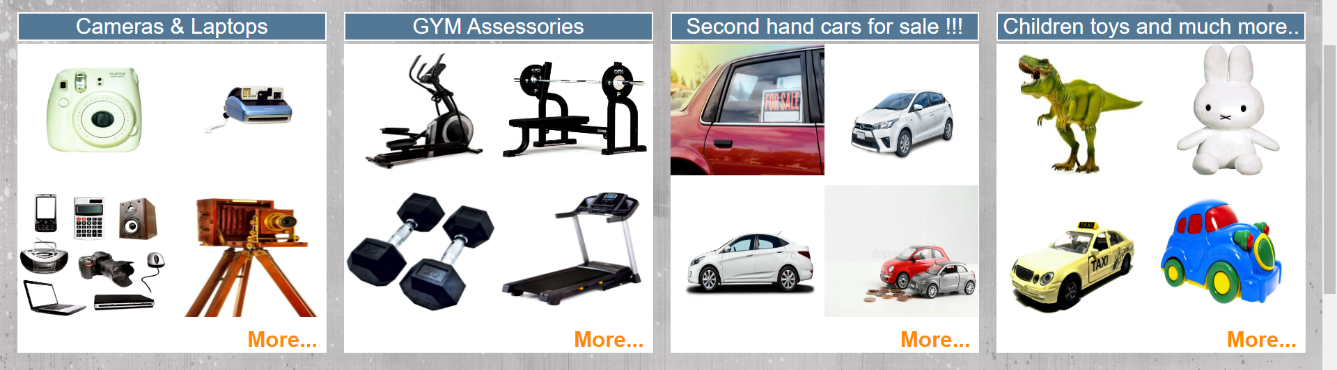 Cameras & Laptops
GYM Assessories
Second hand cars for sale !!!
Children toys and much more..
FOR SALE
TAXI
TAXI
More...
More...
More...
More...